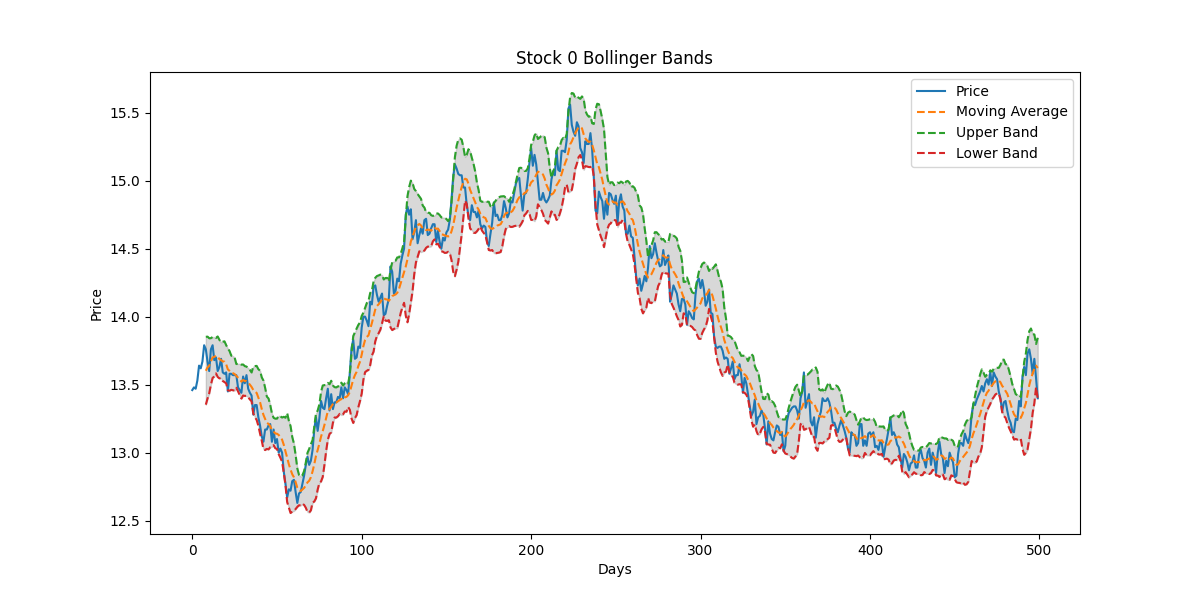 Stock 0 Bollinger Bands
Price
Moving Average
Upper Band
Lower Band
15.5
15.0
14.5
14.0
13.5
13.0
12.5
Price
0
100
200
300
400
500
Days